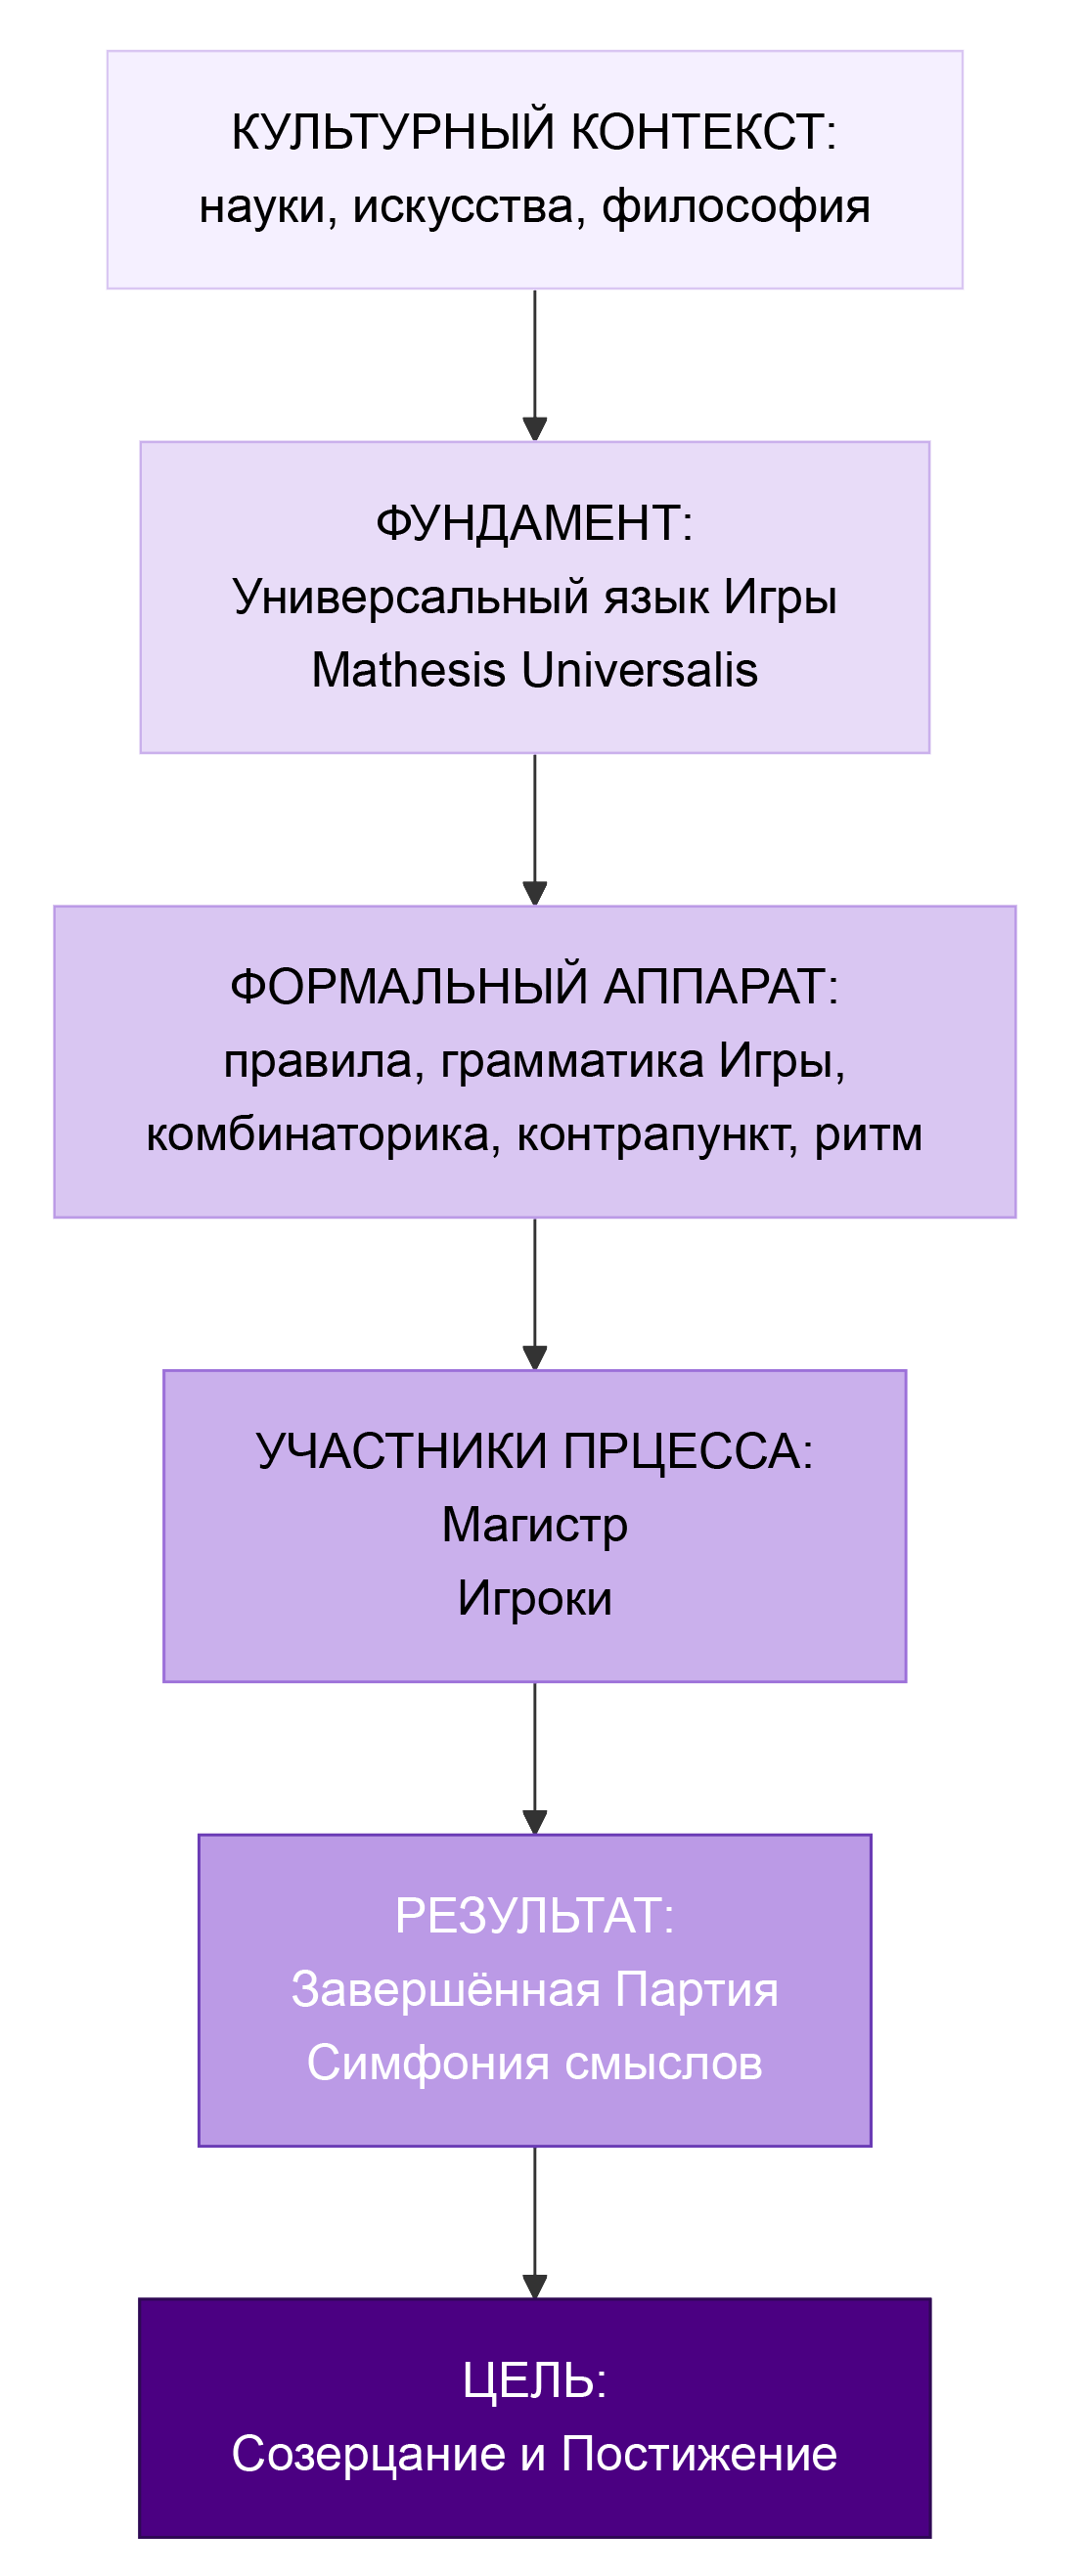 КУЛЬТУРНЫЙ КОНТЕКСТ:
науки, искусства, философия
ФУНДАМЕНТ:
Универсальный язык Игры
Mathesis Universalis
ФОРМАЛЬНЫЙ АППАРАТ:
правила, грамматика Игры,
комбинаторика, контрапункт, ритм
УЧАСТНИКИ ПРЦЕССА:
Магистр
Игроки
РЕЗУЛЬТАТ:
Завершённая Партия
Симфония смыслов
ЦЕЛЬ:
Созерцание и Постижение